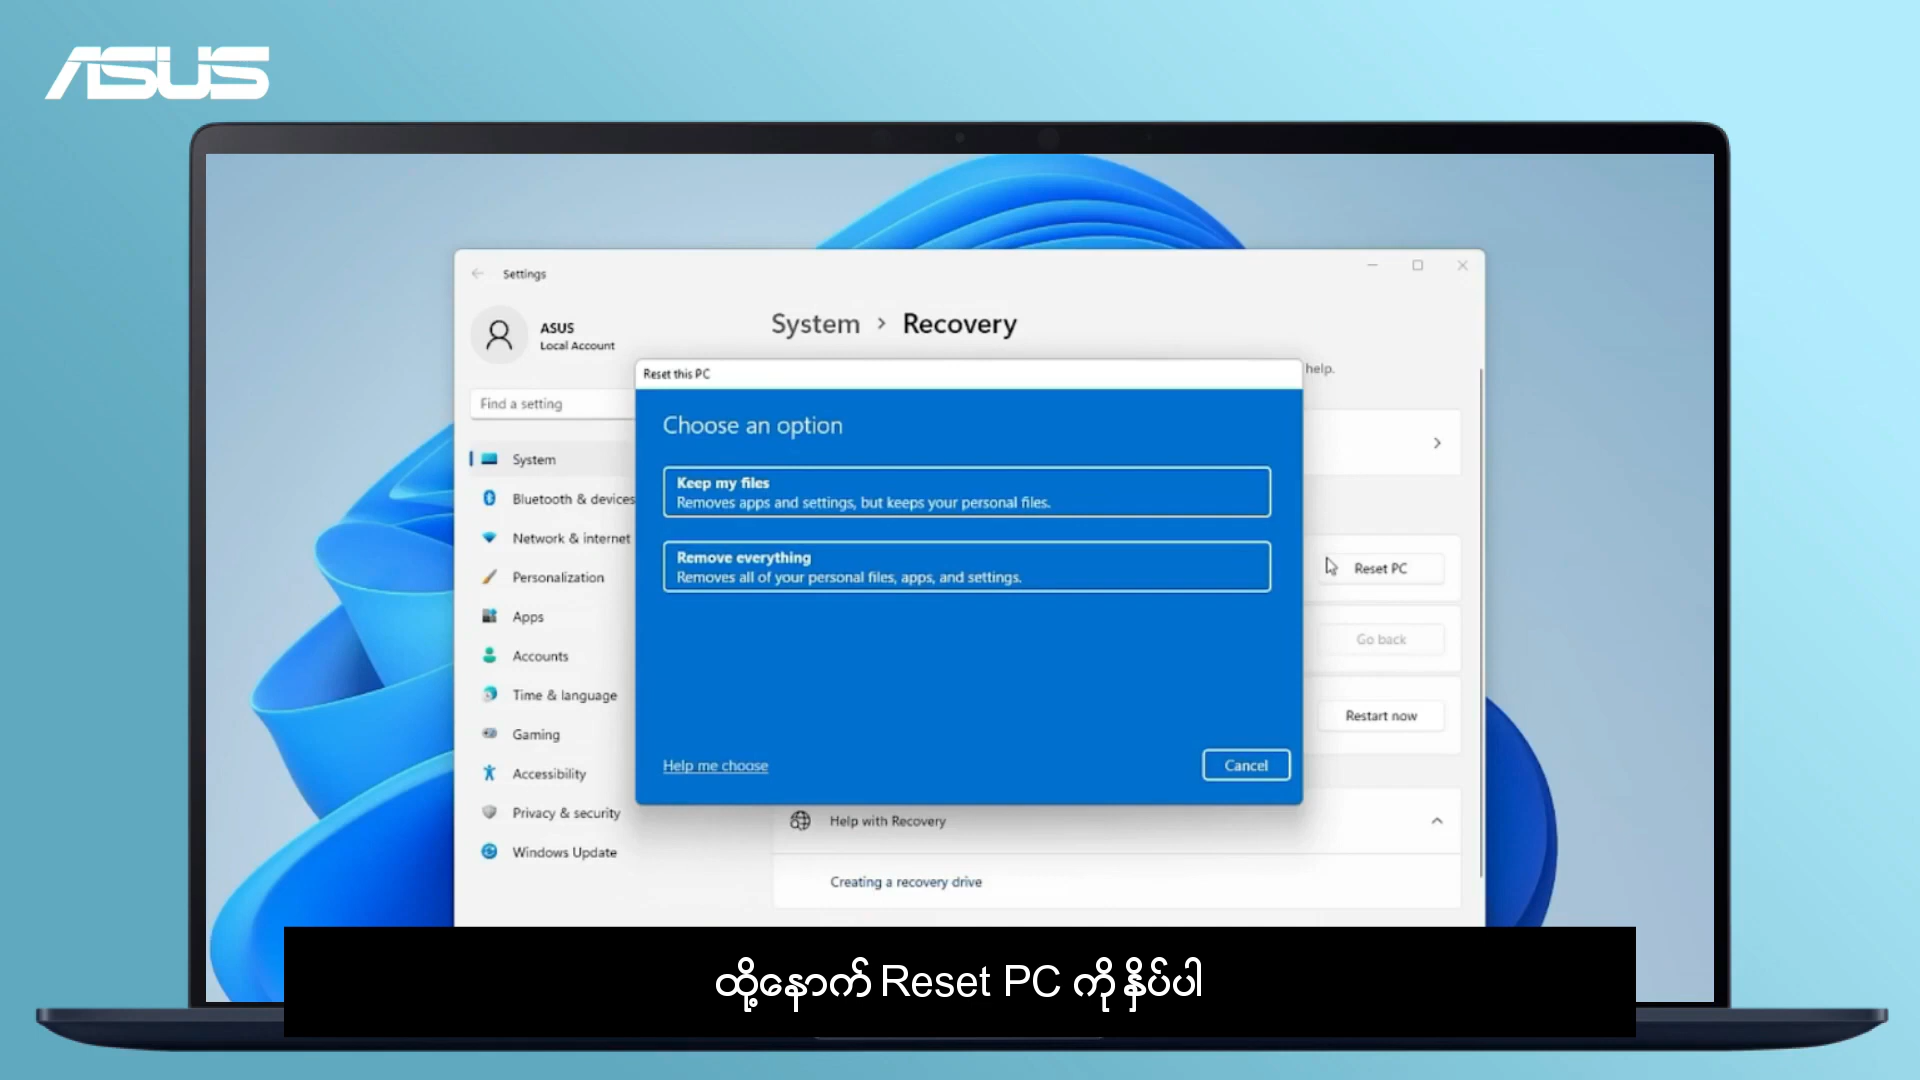 ASUS
Settings
ASUS
Local Account
System > Recovery
Find a setting
help.
Reset this PC
Choose an option
Keep my files
Removes apps and settings, but keeps your personal files.
Remove everything
Removes all of your personal files, apps, and settings.
Help me choose
Cancel
System
Bluetooth & devices
Network & internet
Personalization
Apps
Accounts
Time & language
Gaming
Accessibility
Privacy & security
Windows Update
Reset PC
Go back
Restart now
Help with Recovery
Creating a recovery drive
ထို့နောက် Reset PC ကို နှိပ်ပါ